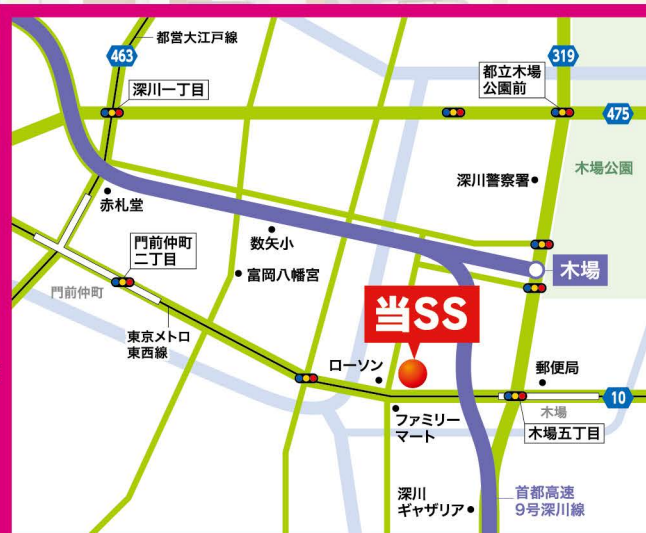 都営大江戸線
463
319
深川一丁目
都立木場
公園前
475
木場公園
深川警察署
赤札堂
数矢小
門前仲町
二丁目
富岡八幡宮
木場
門前仲町
当SS
東京メトロ
東西線
ローソン
郵便局
10
木場
ファミリー
マート
木場五丁目
深川
ギャザリア
首都高速
9号深川線